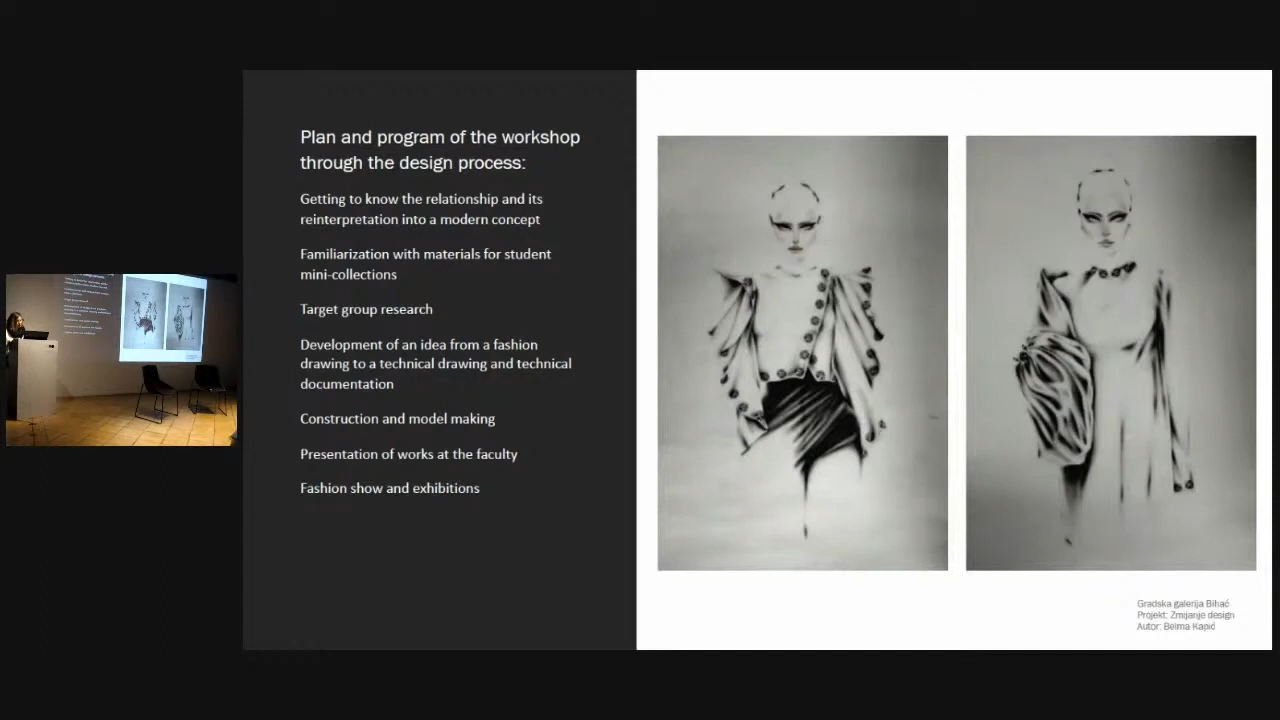 Plan and program of the workshop
through the design process:
Getting to know the relationship and its
reinterpretation into a modern concept
Familiarization with materials for student
mini-collections
Target group research
Development of an idea from a fashion
drawing to a technical drawing and technical
documentation
Construction and model making
Presentation of works at the faculty
Fashion show and exhibitions
Gradska galerija Bihać
Projekt: Zmijanje design
Autor: Belma Kapić